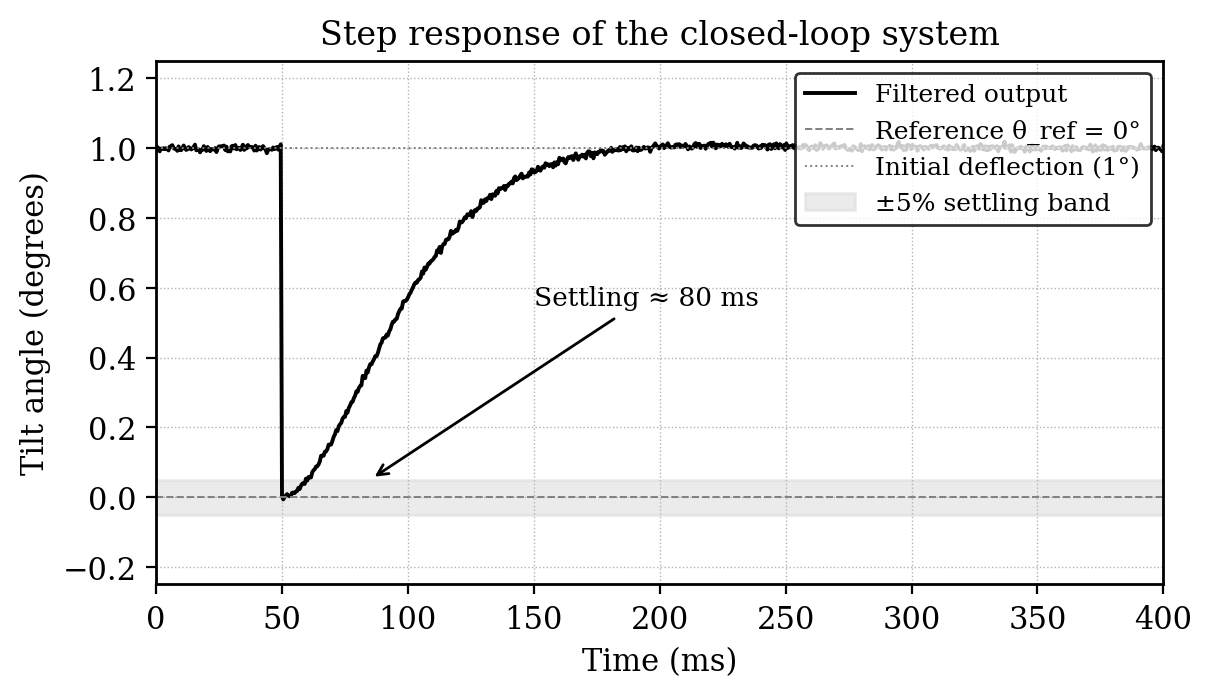 Step response of the closed-loop system
Tilt angle (degrees)
1.2
1.0
0.8
0.6
0.4
0.2
0.0
−0.2
Filtered output
Reference θ_ref = 0°
Initial deflection (1°)
±5% settling band
Settling ≈ 80 ms
0 50 100 150 200 250 300 350 400
Time (ms)